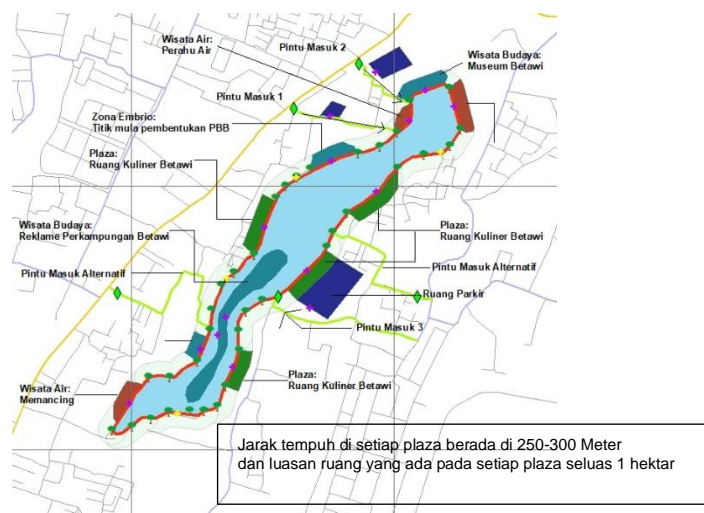 Wisata Air:
Perahu Air
Pintu Masuk 2
Wisata Budaya:
Museum Betawi
Pintu Masuk 1
Zona Embrio:
Titik mula pembentukan PBB
Plaza:
Ruang Kuliner Betawi
Wisata Budaya:
Reklame Perkampungan Betawi
Plaza:
Ruang Kuliner Betawi
Pintu Masuk Alternatif
Pintu Masuk Alternatif
Ruang Parkir
Pintu Masuk 3
Plaza:
Ruang Kuliner Betawi
Wisata Air:
Memancing
Jarak tempuh di setiap plaza berada di 250-300 Meter
dan luasan ruang yang ada pada setiap plaza seluas 1 hektar